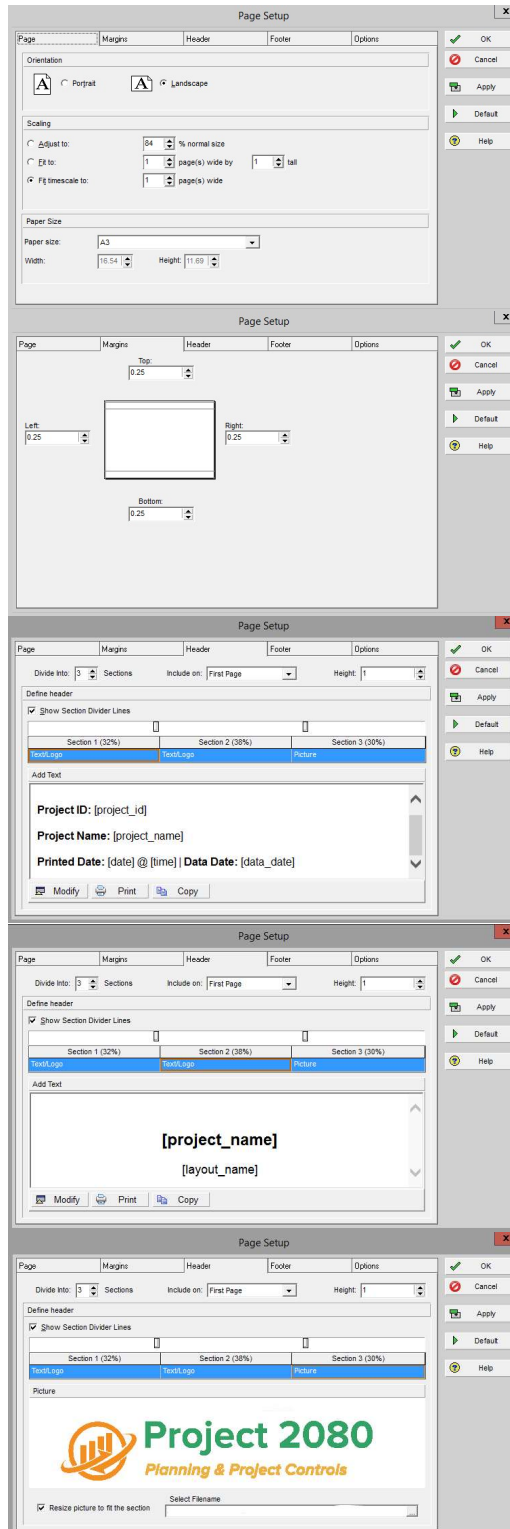 Page Setup
x
Page Margins Header Footer Options
OK
Cancel
Apply
Default
Help
Orientation
A Portrait A Landscape
Scaling
Adjust to: 84 % normal size
Fit to: 1 page(s) wide by 1 tall
Fit timescale to: 1 page(s) wide
Paper Size
Paper size: A3
Width: 16.54 Height: 11.69
Page Setup
x
Page Margins Header Footer Options
OK
Cancel
Apply
Default
Help
Top:
0.25
Left: Right:
0.25 0.25
Bottom:
0.25
Page Setup
x
Page Margins Header Footer Options
OK
Cancel
Apply
Default
Help
Divide Into: 3 Sections Include on: First Page Height: 1
Define header
Show Section Divider Lines
Section 1 (32%) Section 2 (38%) Section 3 (30%)
Text/Logo Text/Logo Picture
Add Text
Project ID: [project_id]
Project Name: [project_name]
Printed Date: [date] @ [time] | Data Date: [data_date]
Modify Print Copy
Page Setup
x
Page Margins Header Footer Options
OK
Cancel
Apply
Default
Help
Divide Into: 3 Sections Include on: First Page Height: 1
Define header
Show Section Divider Lines
Section 1 (32%) Section 2 (38%) Section 3 (30%)
Text/Logo Text/Logo Picture
Add Text
[project_name]
[layout_name]
Modify Print Copy
Page Setup
x
Page Margins Header Footer Options
OK
Cancel
Apply
Default
Help
Divide Into: 3 Sections Include on: First Page Height: 1
Define header
Show Section Divider Lines
Section 1 (32%) Section 2 (38%) Section 3 (30%)
Text/Logo Text/Logo Picture
Picture
Project 2080
Planning & Project Controls
Select Filename
Resize picture to fit the section
...